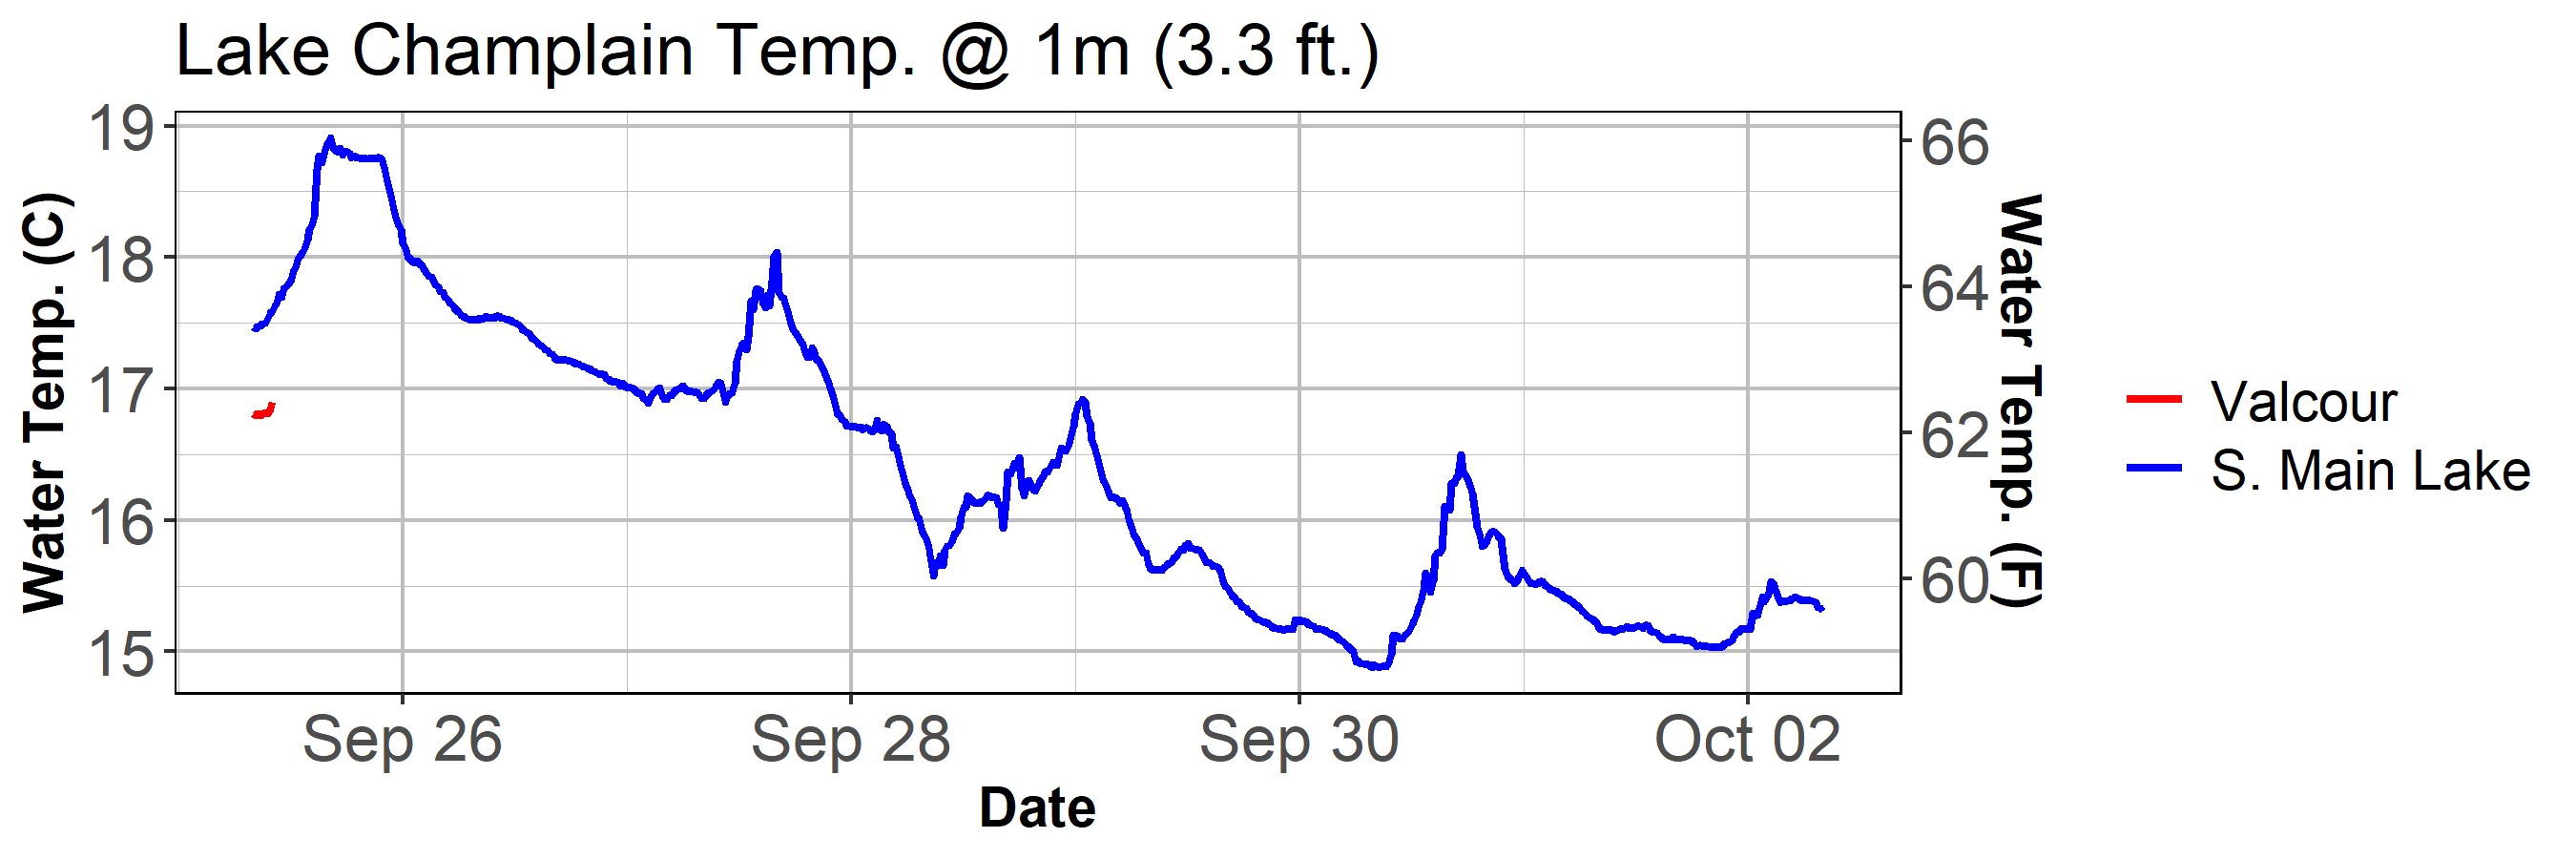 Lake Champlain Temp. @ 1m (3.3 ft.)
19
18
17
16
15
Water Temp. (C)
66
64
62
60
Water Temp. (F)
Sep 26
Sep 28
Sep 30
Oct 02
Date
Valcour
S. Main Lake